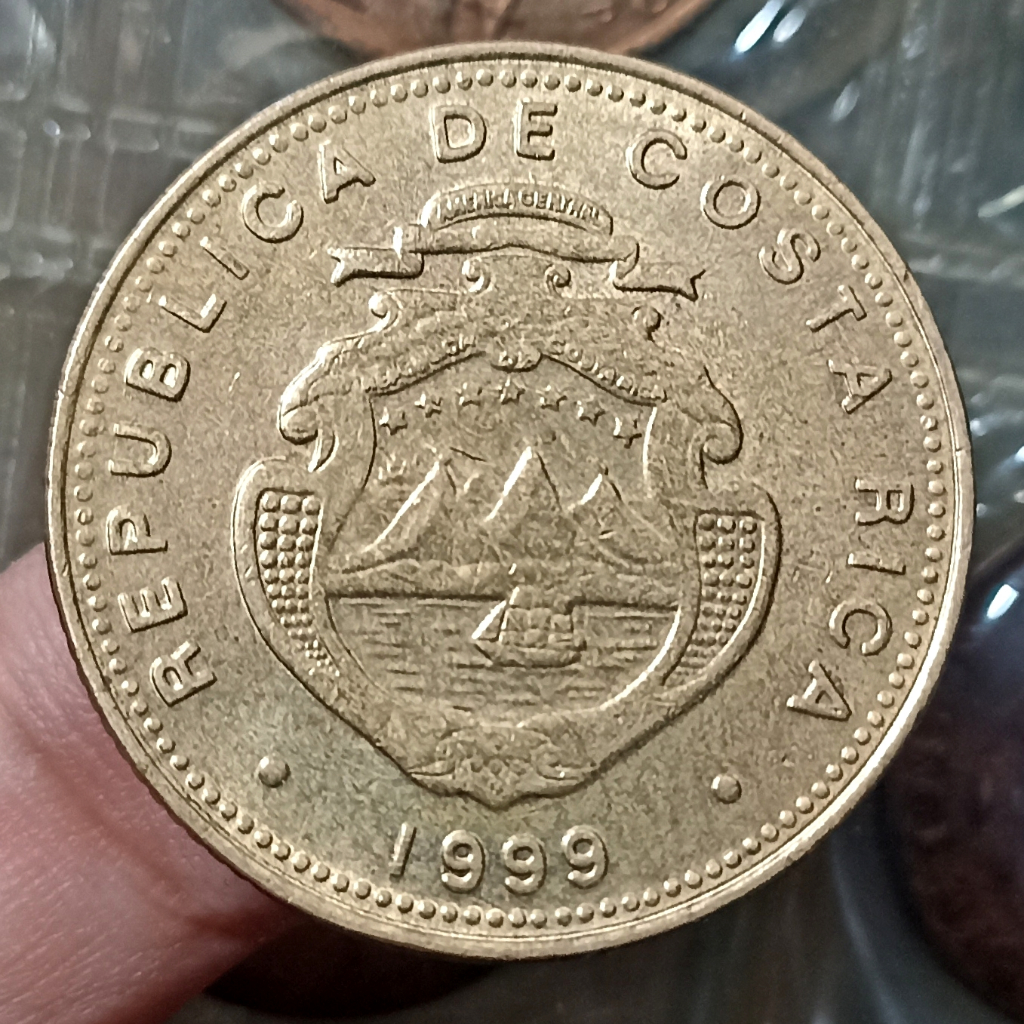 REPUBLICA DE COSTA RICA
AMERICA CENTRAL
1999